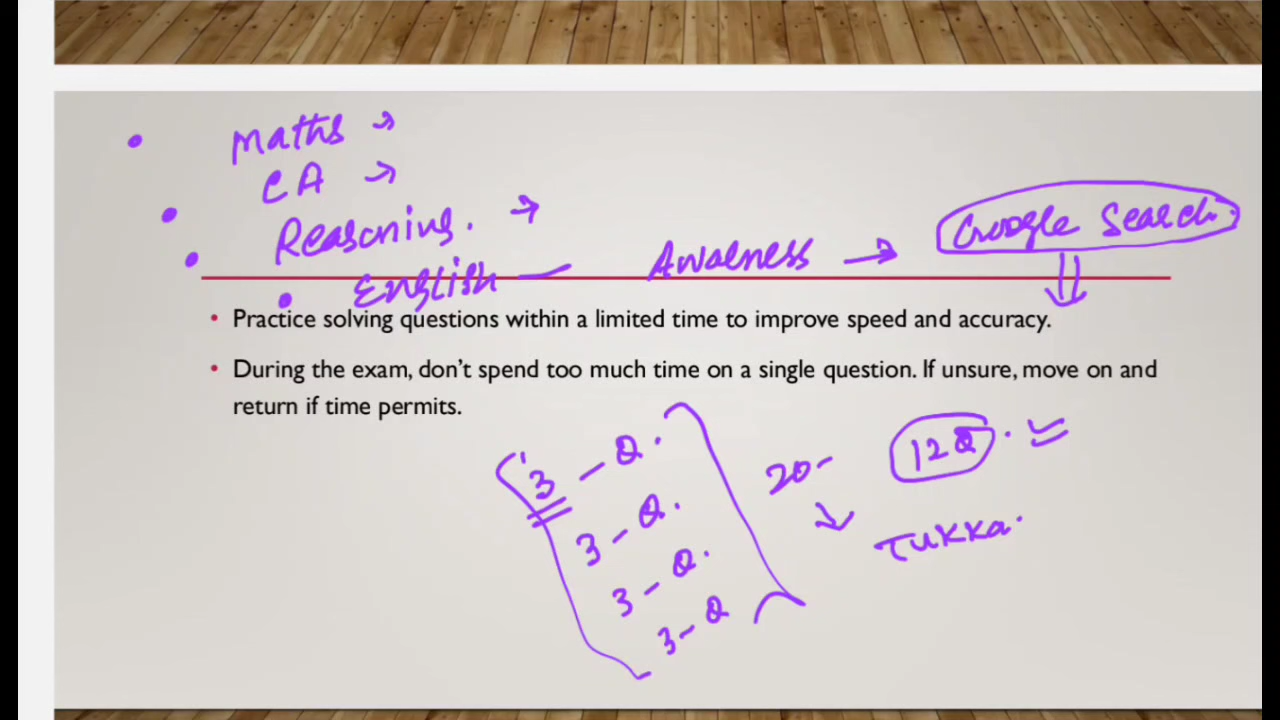 Maths →
CA →
Reasoning. →
English — Awaeness → Google Search.
• Practice solving questions within a limited time to improve speed and accuracy.
• During the exam, don't spend too much time on a single question. If unsure, move on and
return if time permits.
3 - Q.
3 - Q.
3 - Q.
3 - Q
20 - 12Q.
↓ TUKKa.